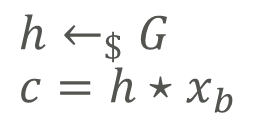 h ←$ G
c = h ⋆ x_b